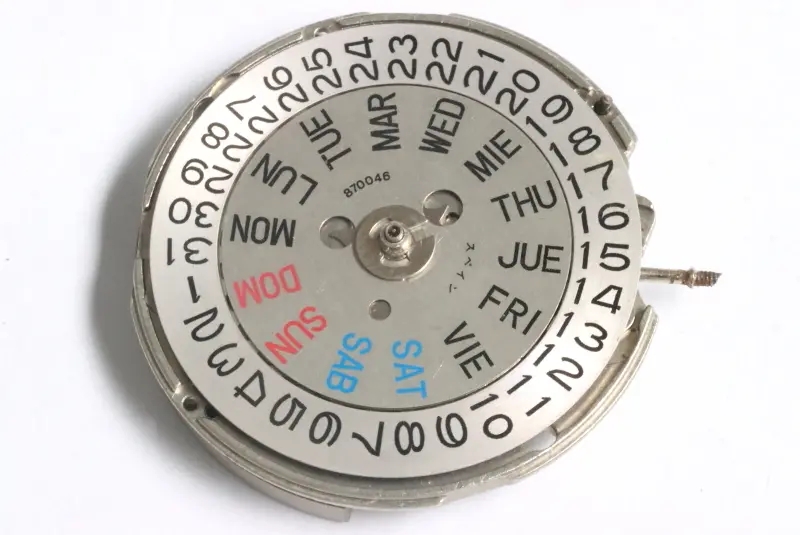 1
2
3
4
5
6
7
8
9
10
11
12
13
14
15
16
17
18
19
20
21
22
23
24
25
26
27
28
29
30
31
SUN
DOM
MON
LUN
TUE
MAR
WED
MIE
THU
JUE
FRI
VIE
SAT
SAB
870046
スペイン